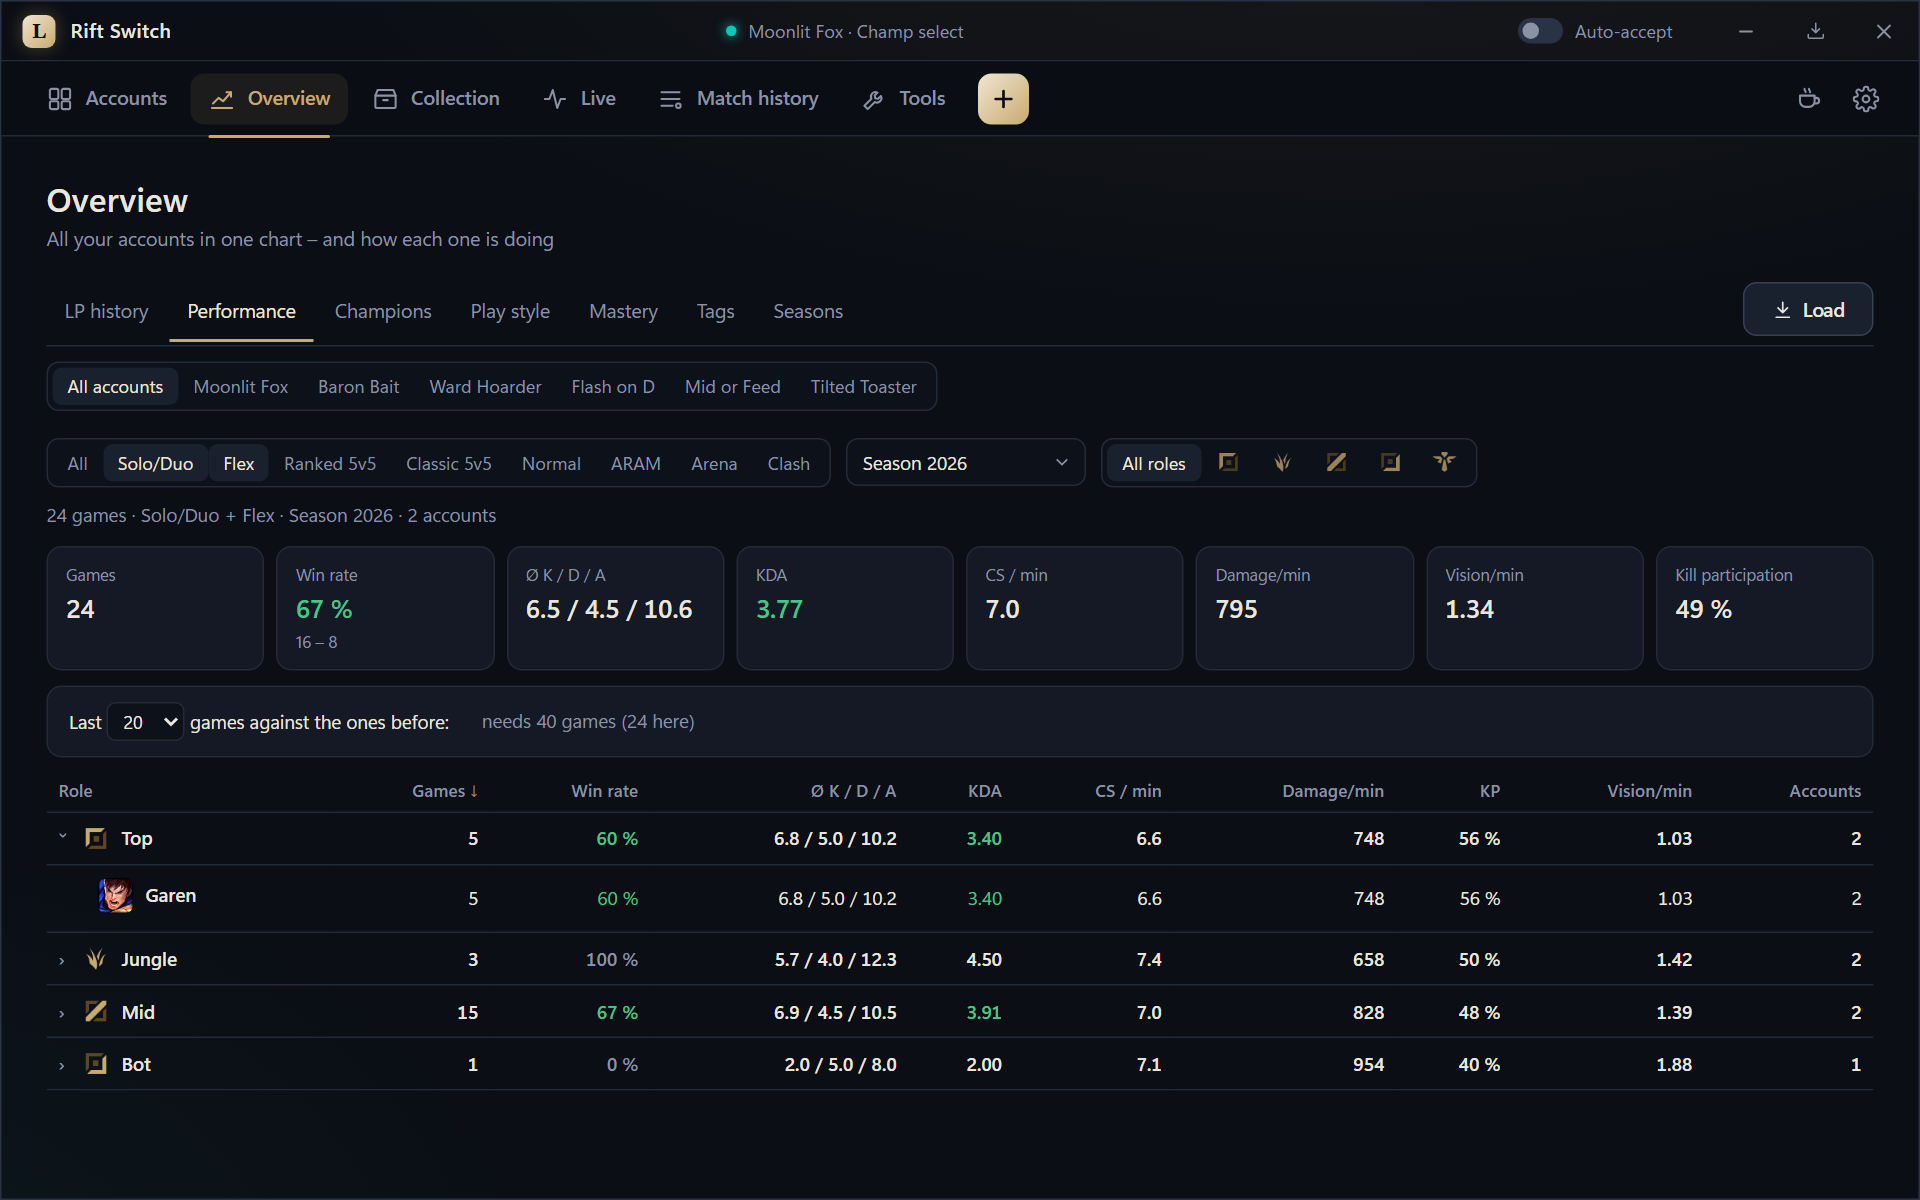 L Rift Switch
Moonlit Fox · Champ select
Auto-accept
Accounts
Overview
Collection
Live
Match history
Tools
+
Overview
All your accounts in one chart – and how each one is doing
LP history
Performance
Champions
Play style
Mastery
Tags
Seasons
Load
All accounts
Moonlit Fox
Baron Bait
Ward Hoarder
Flash on D
Mid or Feed
Tilted Toaster
All
Solo/Duo
Flex
Ranked 5v5
Classic 5v5
Normal
ARAM
Arena
Clash
Season 2026
All roles
24 games · Solo/Duo + Flex · Season 2026 · 2 accounts
Games
24
Win rate
67 %
16 – 8
Ø K / D / A
6.5 / 4.5 / 10.6
KDA
3.77
CS / min
7.0
Damage/min
795
Vision/min
1.34
Kill participation
49 %
Last 20 games against the ones before: needs 40 games (24 here)
Role Games ↓ Win rate Ø K / D / A KDA CS / min Damage/min KP Vision/min Accounts
Top 5 60 % 6.8 / 5.0 / 10.2 3.40 6.6 748 56 % 1.03 2
Garen 5 60 % 6.8 / 5.0 / 10.2 3.40 6.6 748 56 % 1.03 2
Jungle 3 100 % 5.7 / 4.0 / 12.3 4.50 7.4 658 50 % 1.42 2
Mid 15 67 % 6.9 / 4.5 / 10.5 3.91 7.0 828 48 % 1.39 2
Bot 1 0 % 2.0 / 5.0 / 8.0 2.00 7.1 954 40 % 1.88 1